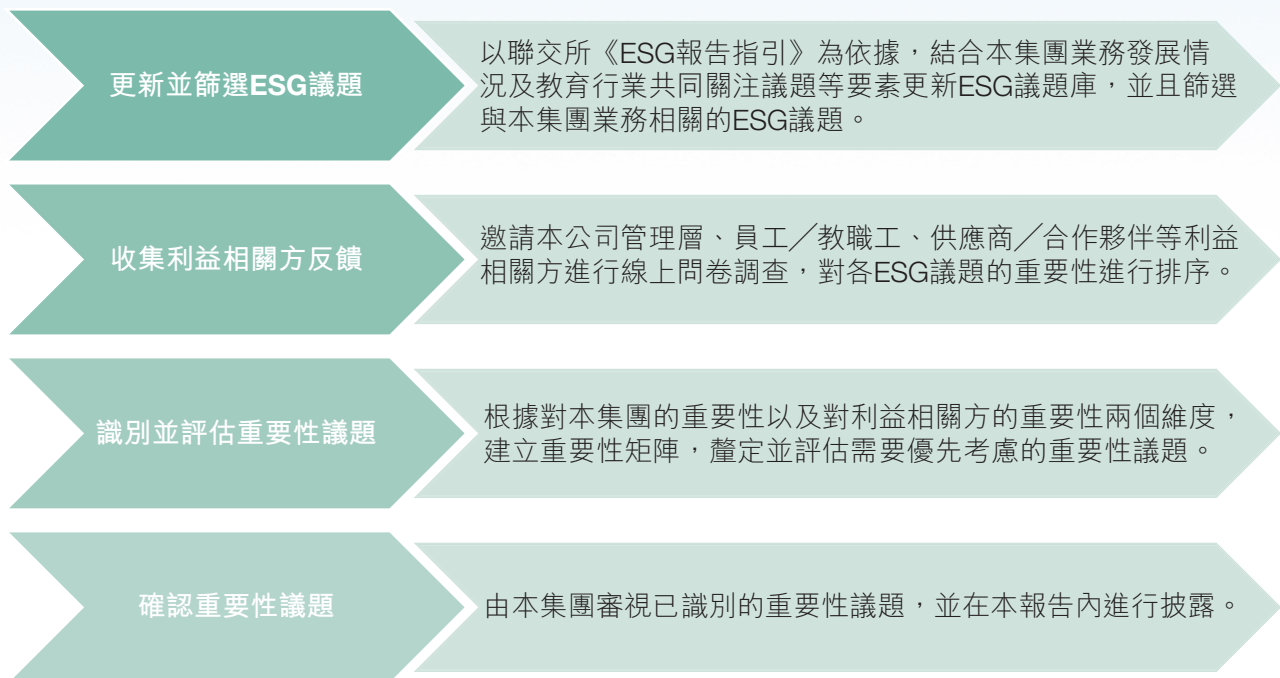 更新並篩選ESG議題
以聯交所《ESG報告指引》為依據，結合本集團業務發展情
況及教育行業共同關注議題等要素更新ESG議題庫，並且篩選
與本集團業務相關的ESG議題。
收集利益相關方反饋
邀請本公司管理層、員工／教職工、供應商／合作夥伴等利益
相關方進行線上問卷調查，對各ESG議題的重要性進行排序。
識別並評估重要性議題
根據對本集團的重要性以及對利益相關方的重要性兩個維度，
建立重要性矩陣，釐定並評估需要優先考慮的重要性議題。
確認重要性議題
由本集團審視已識別的重要性議題，並在本報告內進行披露。